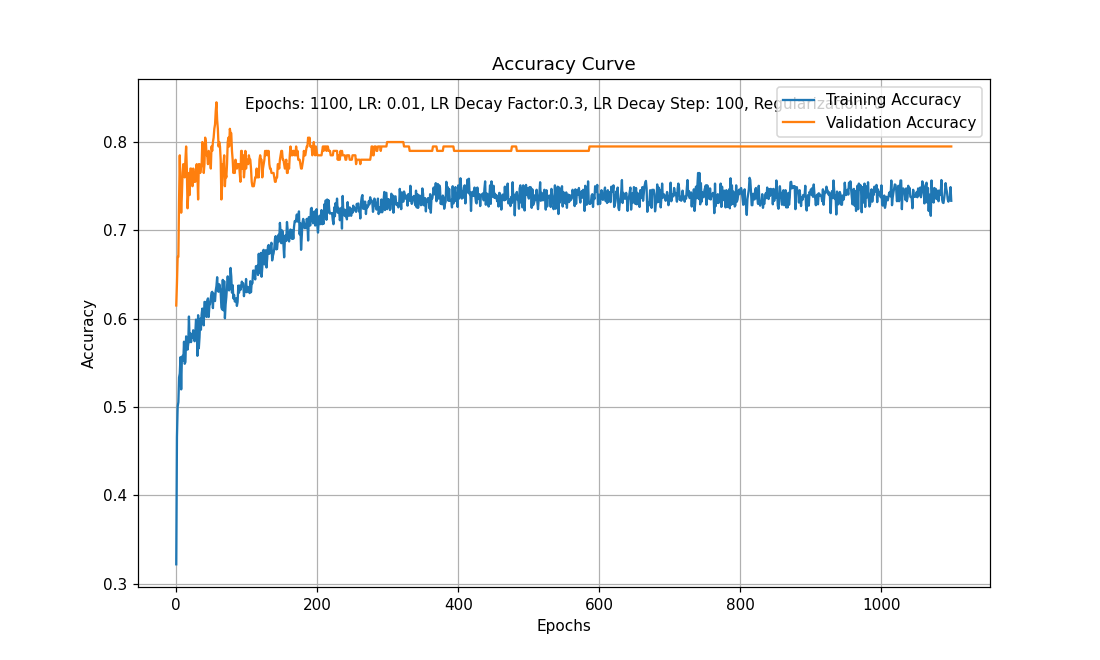 Accuracy Curve
Epochs: 1100, LR: 0.01, LR Decay Factor:0.3, LR Decay Step: 100, Regularization:
Training Accuracy
Validation Accuracy
0.8
0.7
0.6
0.5
0.4
0.3
Accuracy
0
200
400
600
800
1000
Epochs